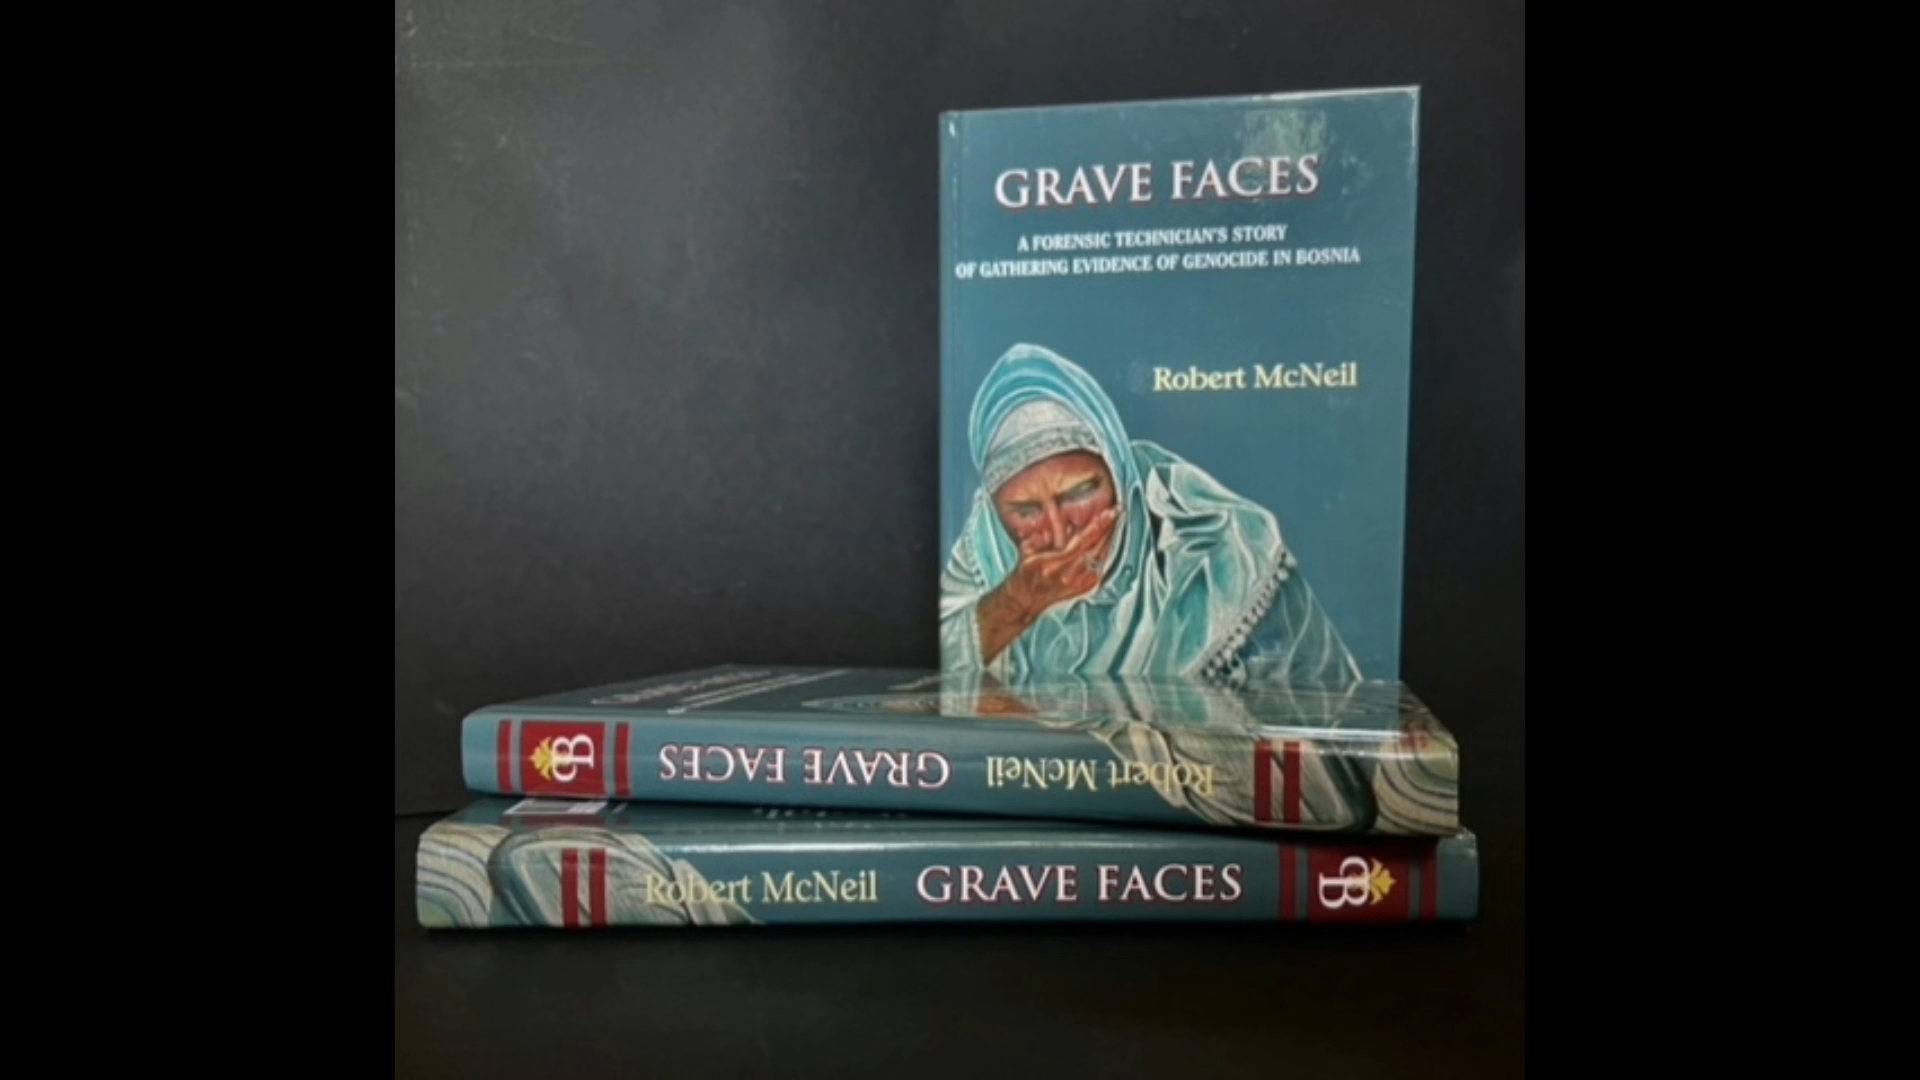 GRAVE FACES
A FORENSIC TECHNICIAN'S STORY
OF GATHERING EVIDENCE OF GENOCIDE IN BOSNIA
Robert McNeil
Robert McNeil GRAVE FACES
Robert McNeil GRAVE FACES